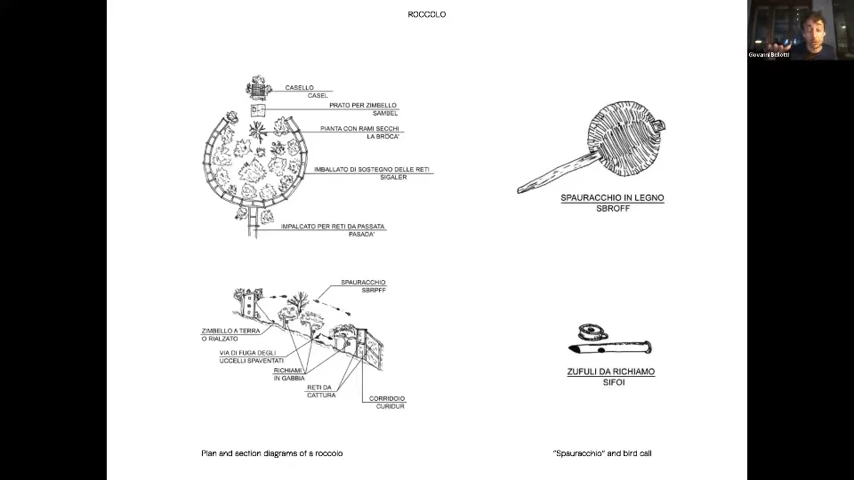 ROCCOLO
Giovanni Bellotti
CASELLO
CASEL
PRATO PER ZIMBELLO
SAMBEL
PIANTA CON RAMI SECCHI
LA BROCA'
IMBALLATO DI SOSTEGNO DELLE RETI
SIGALER
IMPALCATO PER RETI DA PASSATA
PASADA'
SPAURACCHIO IN LEGNO
SBROFF
SPAURACCHIO
SBRPFF
ZIMBELLO A TERRA
O RIALZATO
VIA DI FUGA DEGLI
UCCELLI SPAVENTATI
RICHIAMI
IN GABBIA
RETI DA
CATTURA
CORRIDOIO
CURIDUR
ZUFULI DA RICHIAMO
SIFOI
Plan and section diagrams of a roccolo
"Spauracchio" and bird call